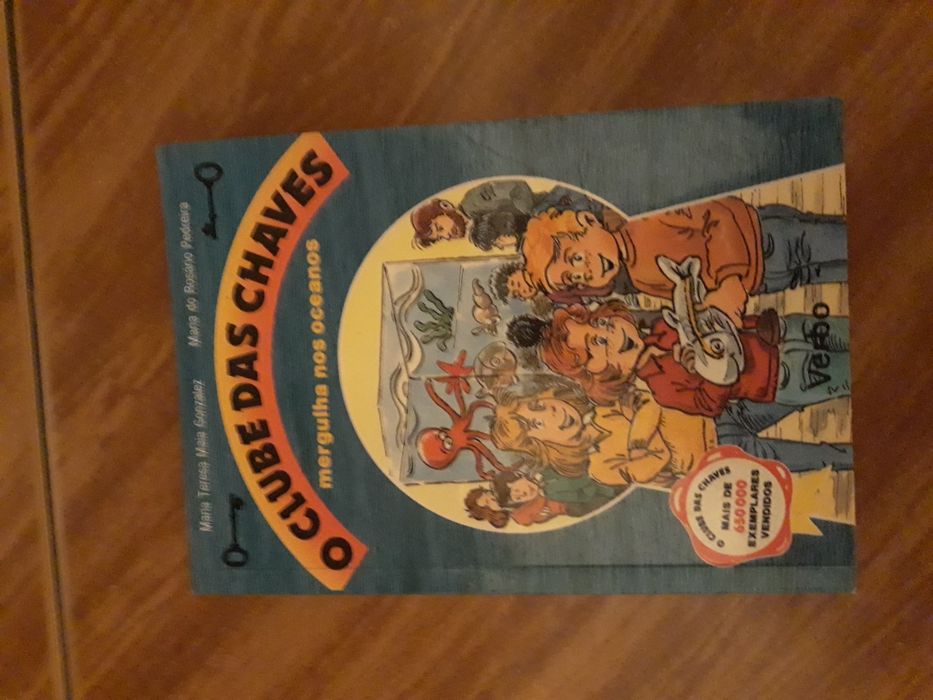 Maria Teresa Maia Gonzalez
Maria do Rosário Pedreira
O CLUBE DAS CHAVES
mergulha nos oceanos
O CLUBE DAS CHAVES
MAIS DE
650 000
EXEMPLARES
VENDIDOS
Verbo